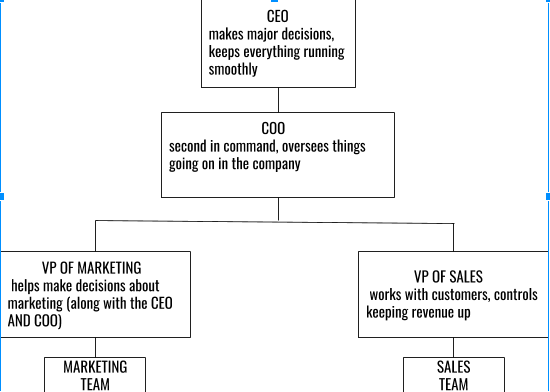 CEO
makes major decisions,
keeps everything running
smoothly
COO
second in command, oversees things
going on in the company
VP OF MARKETING
helps make decisions about
marketing (along with the CEO
AND COO)
VP OF SALES
works with customers, controls
keeping revenue up
MARKETING
TEAM
SALES
TEAM